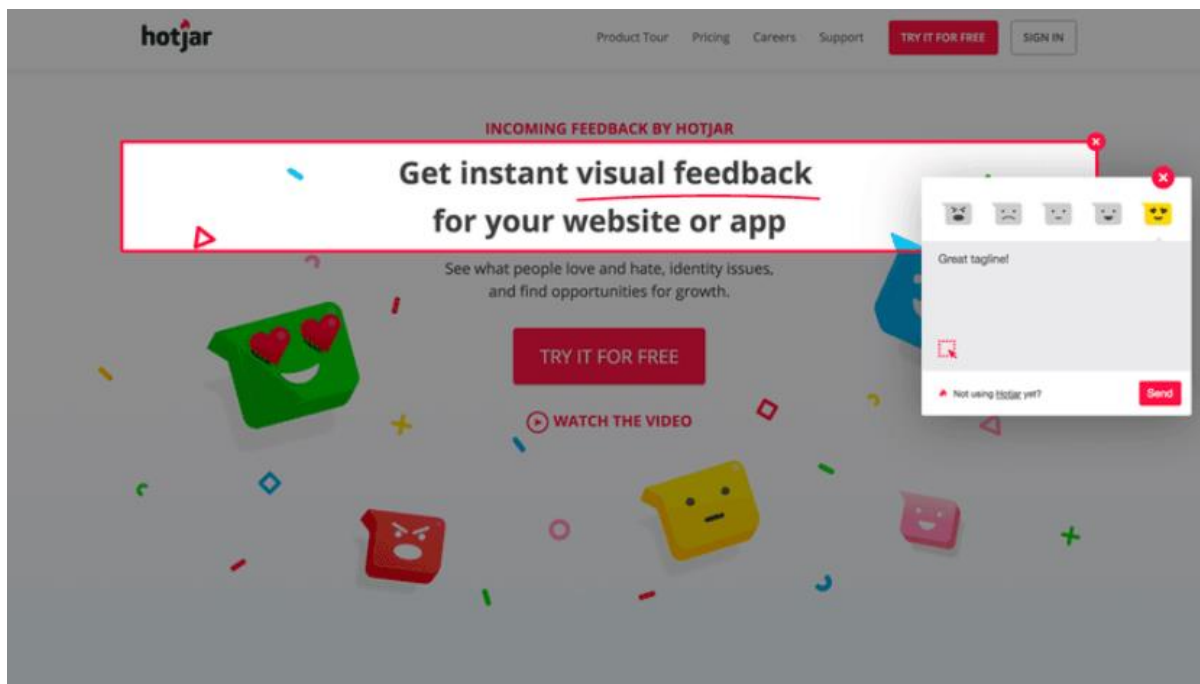 hotjar
Product Tour Pricing Careers Support TRY IT FOR FREE SIGN IN
INCOMING FEEDBACK BY HOTJAR
Get instant visual feedback
for your website or app
See what people love and hate, identity issues,
and find opportunities for growth.
TRY IT FOR FREE
WATCH THE VIDEO
Great tagline!
Not using Hotjar yet?
Send